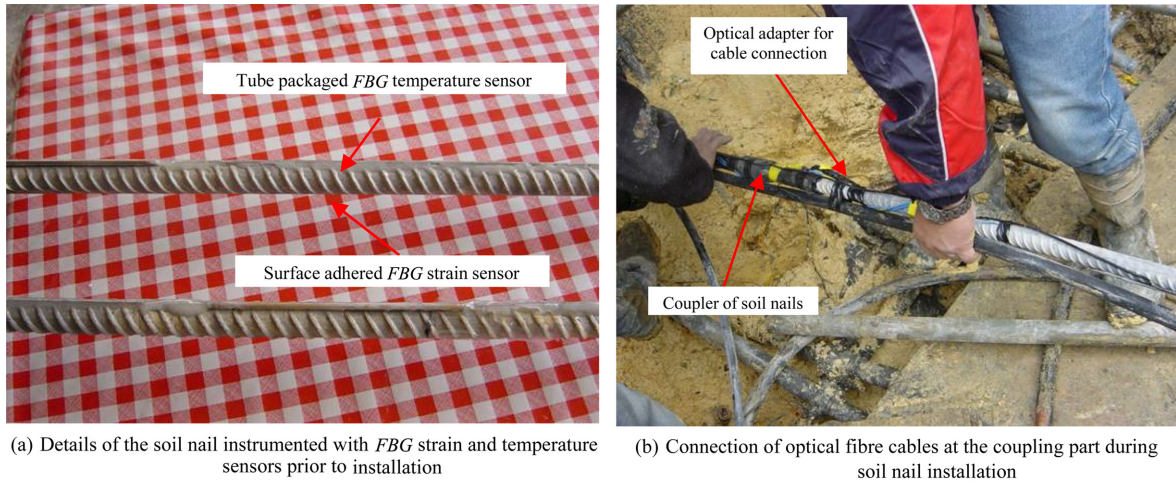 Tube packaged FBG temperature sensor
Surface adhered FBG strain sensor
(a) Details of the soil nail instrumented with FBG strain and temperature
sensors prior to installation
Optical adapter for
cable connection
Coupler of soil nails
(b) Connection of optical fibre cables at the coupling part during
soil nail installation